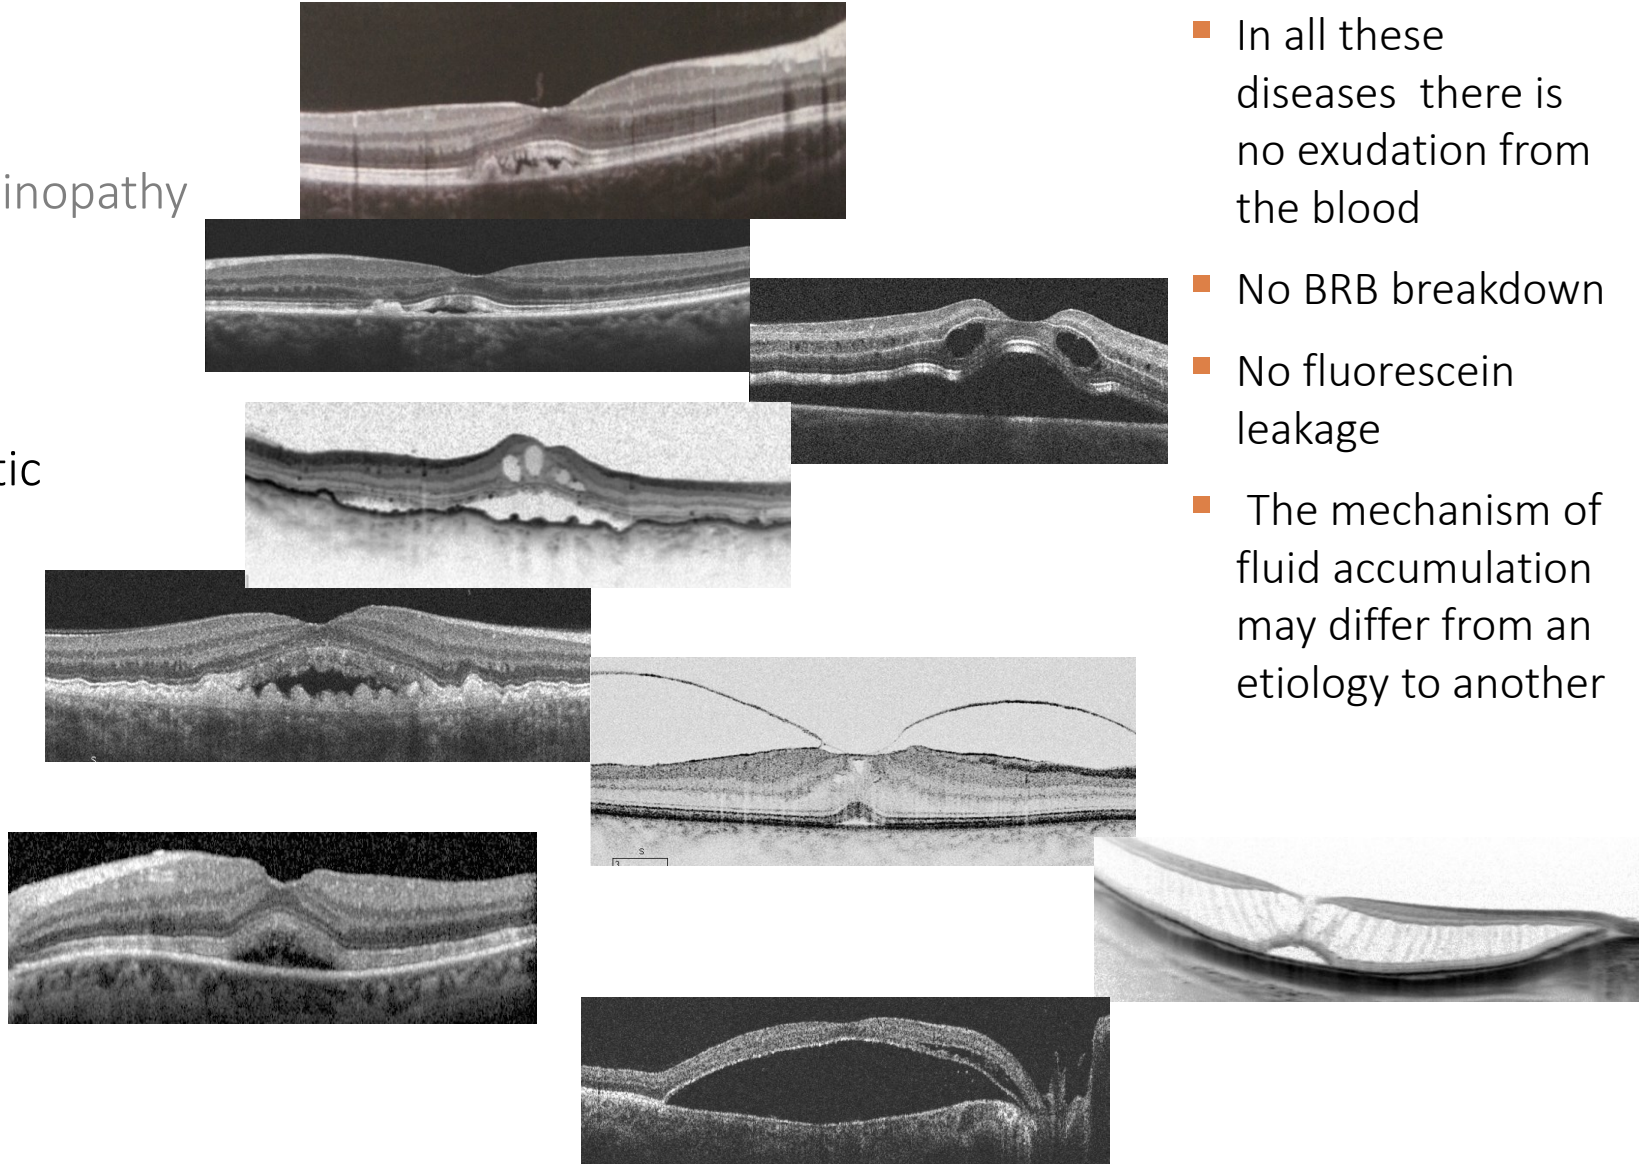 inopathy
tic
In all these
diseases  there is
no exudation from
the blood
No BRB breakdown
No fluorescein
leakage
The mechanism of
fluid accumulation
may differ from an
etiology to another
S
S
3